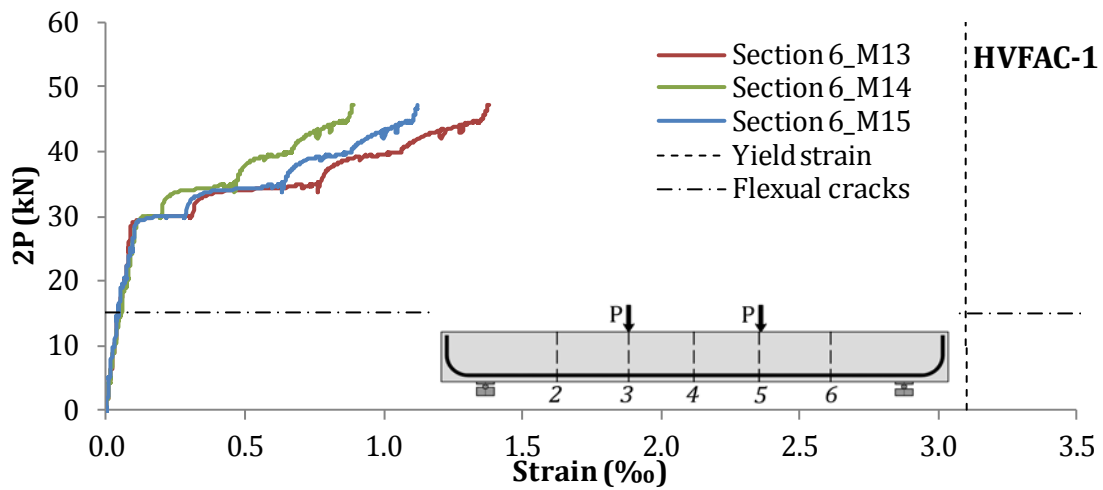 60
50
40
30
20
10
0
2P (kN)
Section 6_M13
Section 6_M14
Section 6_M15
Yield strain
Flexual cracks
HVFAC-1
P P
2 3 4 5 6
0.0 0.5 1.0 1.5 2.0 2.5 3.0 3.5
Strain (‰)